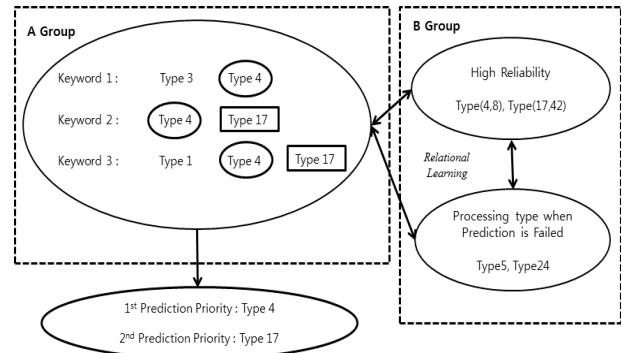 A Group
Keyword 1 : Type 3 Type 4
Keyword 2 : Type 4 Type 17
Keyword 3 : Type 1 Type 4 Type 17
1st Prediction Priority : Type 4
2nd Prediction Priority : Type 17
B Group
High Reliability
Type(4,8), Type(17,42)
Relational
Learning
Processing type when
Prediction is Failed
Type5, Type24